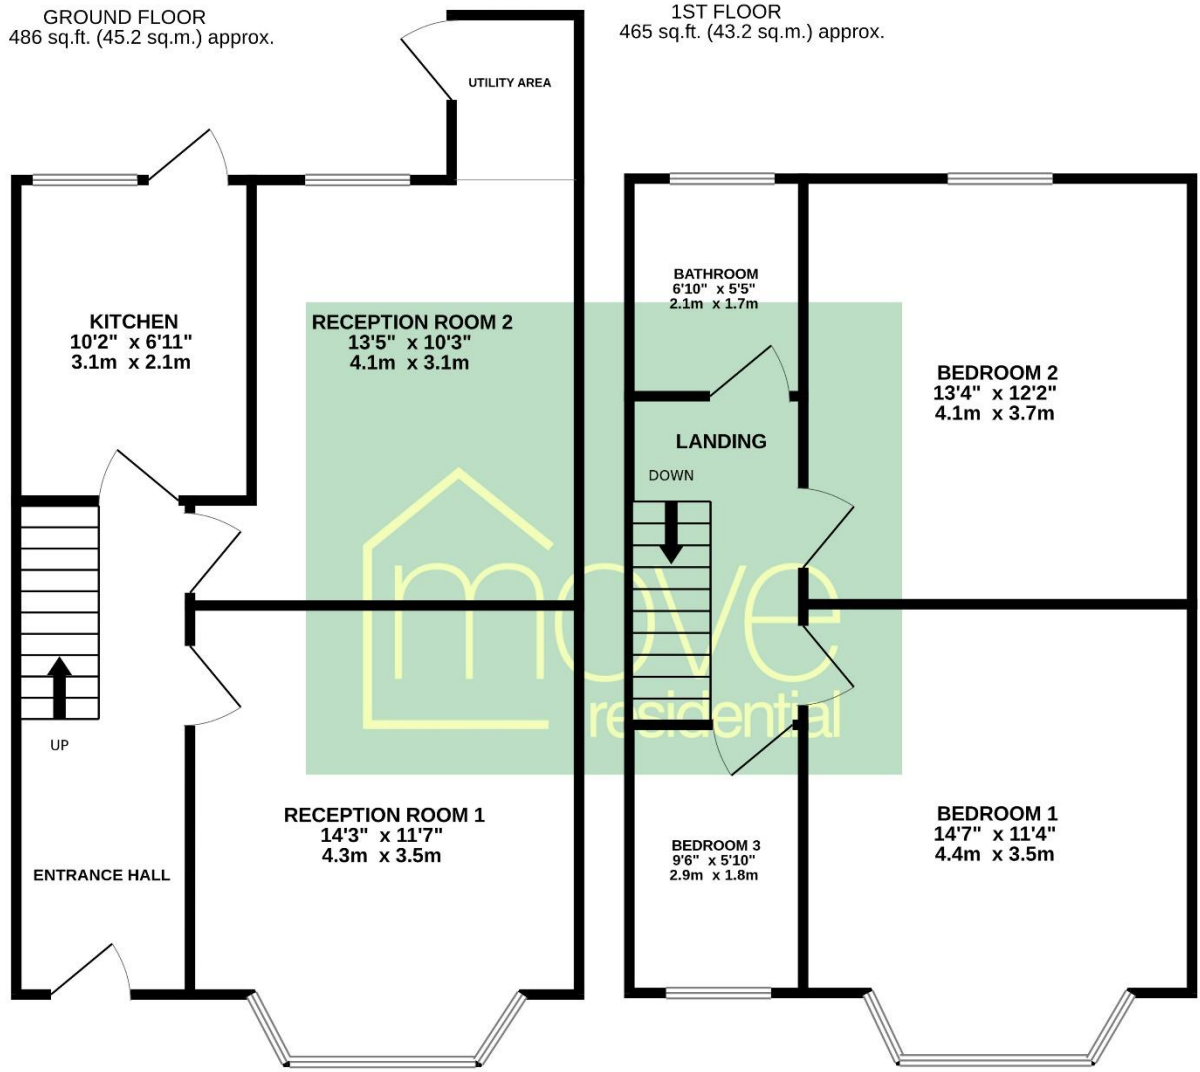 GROUND FLOOR
486 sq.ft. (45.2 sq.m.) approx.
UTILITY AREA
KITCHEN
10'2" x 6'11"
3.1m x 2.1m
RECEPTION ROOM 2
13'5" x 10'3"
4.1m x 3.1m
UP
RECEPTION ROOM 1
14'3" x 11'7"
4.3m x 3.5m
ENTRANCE HALL
1ST FLOOR
465 sq.ft. (43.2 sq.m.) approx.
BATHROOM
6'10" x 5'5"
2.1m x 1.7m
BEDROOM 2
13'4" x 12'2"
4.1m x 3.7m
LANDING
DOWN
BEDROOM 3
9'6" x 5'10"
2.9m x 1.8m
BEDROOM 1
14'7" x 11'4"
4.4m x 3.5m
move
residential